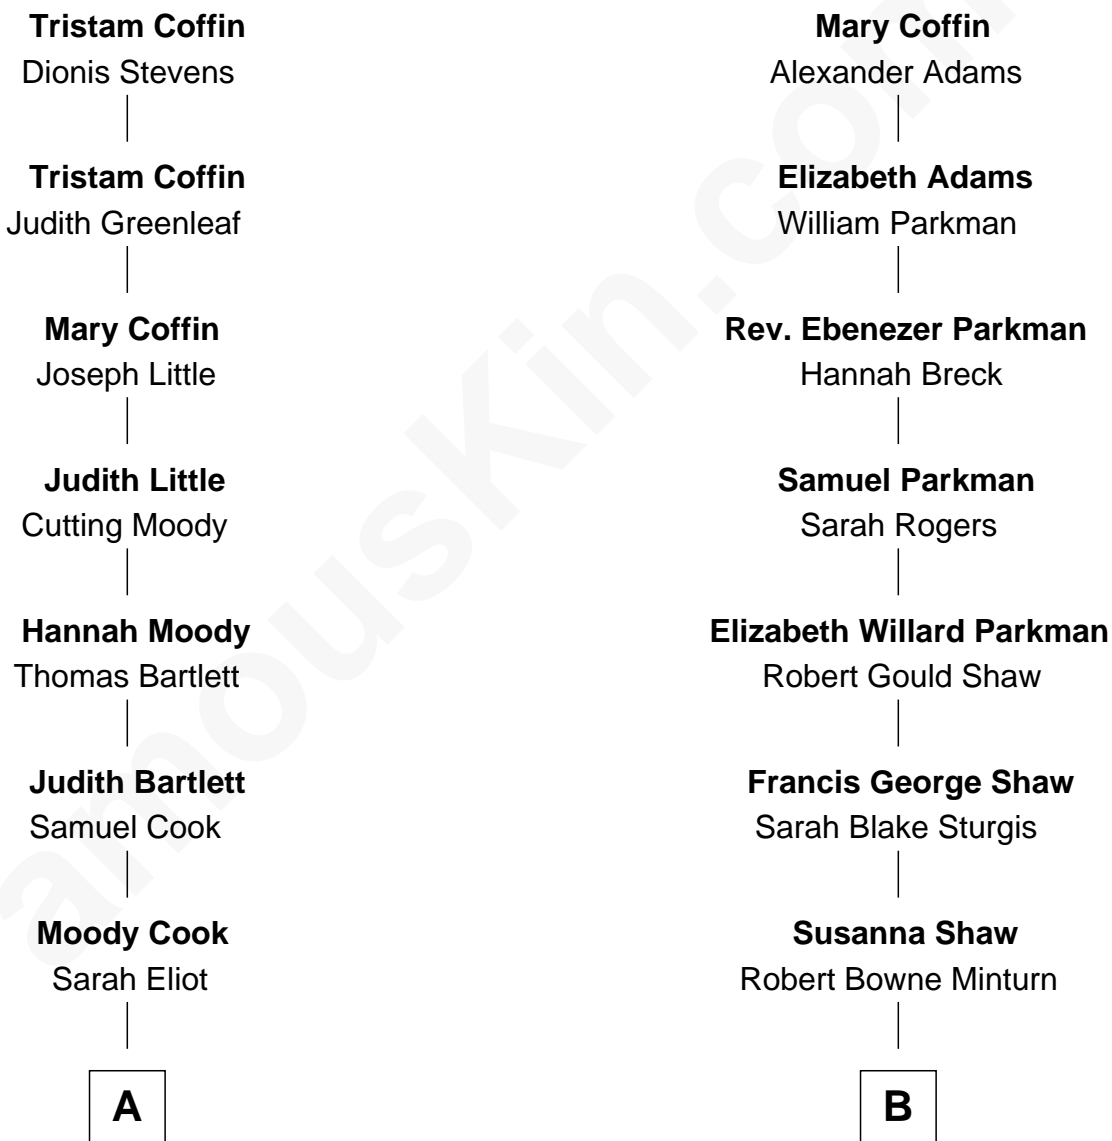 Tristam Coffin
Dionis Stevens
Tristam Coffin
Judith Greenleaf
Mary Coffin
Joseph Little
Judith Little
Cutting Moody
Hannah Moody
Thomas Bartlett
Judith Bartlett
Samuel Cook
Moody Cook
Sarah Eliot
A
Mary Coffin
Alexander Adams
Elizabeth Adams
William Parkman
Rev. Ebenezer Parkman
Hannah Breck
Samuel Parkman
Sarah Rogers
Elizabeth Willard Parkman
Robert Gould Shaw
Francis George Shaw
Sarah Blake Sturgis
Susanna Shaw
Robert Bowne Minturn
B
amousKin.com